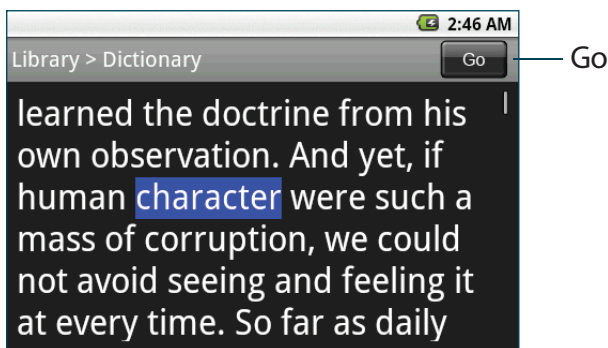 2:46 AM
Library > Dictionary
Go
Go
learned the doctrine from his
own observation. And yet, if
human character were such a
mass of corruption, we could
not avoid seeing and feeling it
at every time. So far as daily